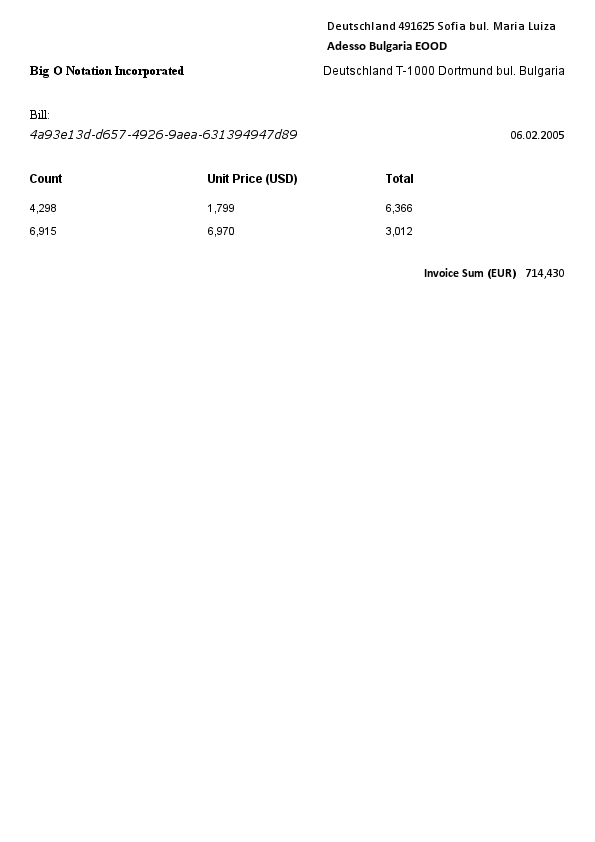 Deutschland 491625 Sofia bul. Maria Luiza
Adesso Bulgaria EOOD
Big O Notation Incorporated Deutschland T-1000 Dortmund bul. Bulgaria
Bill:
4a93e13d-d657-4926-9aea-631394947d89 06.02.2005
Count Unit Price (USD) Total
4,298 1,799 6,366
6,915 6,970 3,012
Invoice Sum (EUR) 714,430